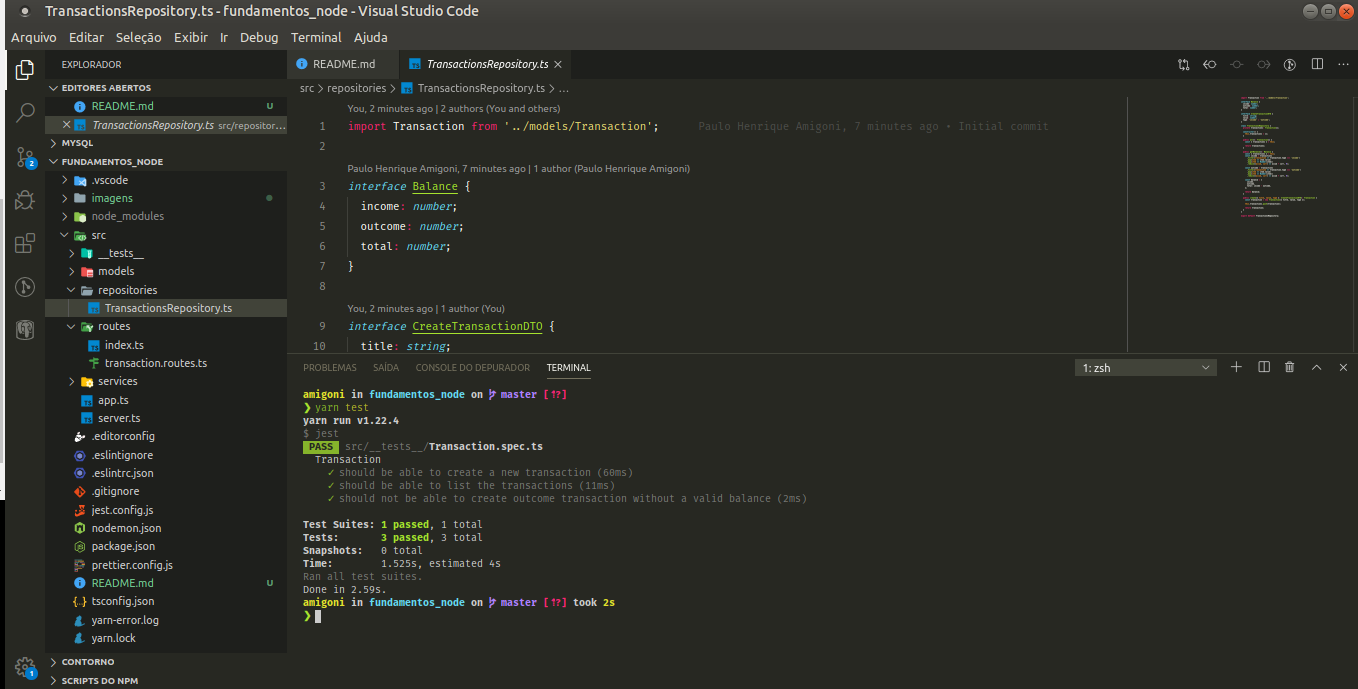 TransactionsRepository.ts - fundamentos_node - Visual Studio Code
Arquivo Editar Seleção Exibir Ir Debug Terminal Ajuda
EXPLORADOR
EDITORES ABERTOS
README.md U
TransactionsRepository.ts src/repositor...
MYSQL
FUNDAMENTOS_NODE
.vscode
imagens
node_modules
src
__tests__
models
repositories
TransactionsRepository.ts
routes
index.ts
transaction.routes.ts
services
app.ts
server.ts
.editorconfig
.eslintignore
.eslintrc.json
.gitignore
jest.config.js
nodemon.json
package.json
prettier.config.js
README.md U
tsconfig.json
yarn-error.log
yarn.lock
CONTORNO
SCRIPTS DO NPM
2
1
README.md TransactionsRepository.ts
src > repositories > TransactionsRepository.ts > ...
You, 2 minutes ago | 2 authors (You and others)
1 import Transaction from '../models/Transaction'; Paulo Henrique Amigoni, 7 minutes ago • Initial commit
2
Paulo Henrique Amigoni, 7 minutes ago | 1 author (Paulo Henrique Amigoni)
3 interface Balance {
4 income: number;
5 outcome: number;
6 total: number;
7 }
8
You, 2 minutes ago | 1 author (You)
9 interface CreateTransactionDTO {
10 title: string;
PROBLEMAS SAÍDA CONSOLE DO DEPURADOR TERMINAL 1: zsh
amigoni in fundamentos_node on master [⇡?]
❯ yarn test
yarn run v1.22.4
$ jest
PASS src/__tests__/Transaction.spec.ts
Transaction
✓ should be able to create a new transaction (60ms)
✓ should be able to list the transactions (11ms)
✓ should not be able to create outcome transaction without a valid balance (2ms)
Test Suites: 1 passed, 1 total
Tests: 3 passed, 3 total
Snapshots: 0 total
Time: 1.525s, estimated 4s
Ran all test suites.
Done in 2.59s.
amigoni in fundamentos_node on master [⇡?] took 2s
❯